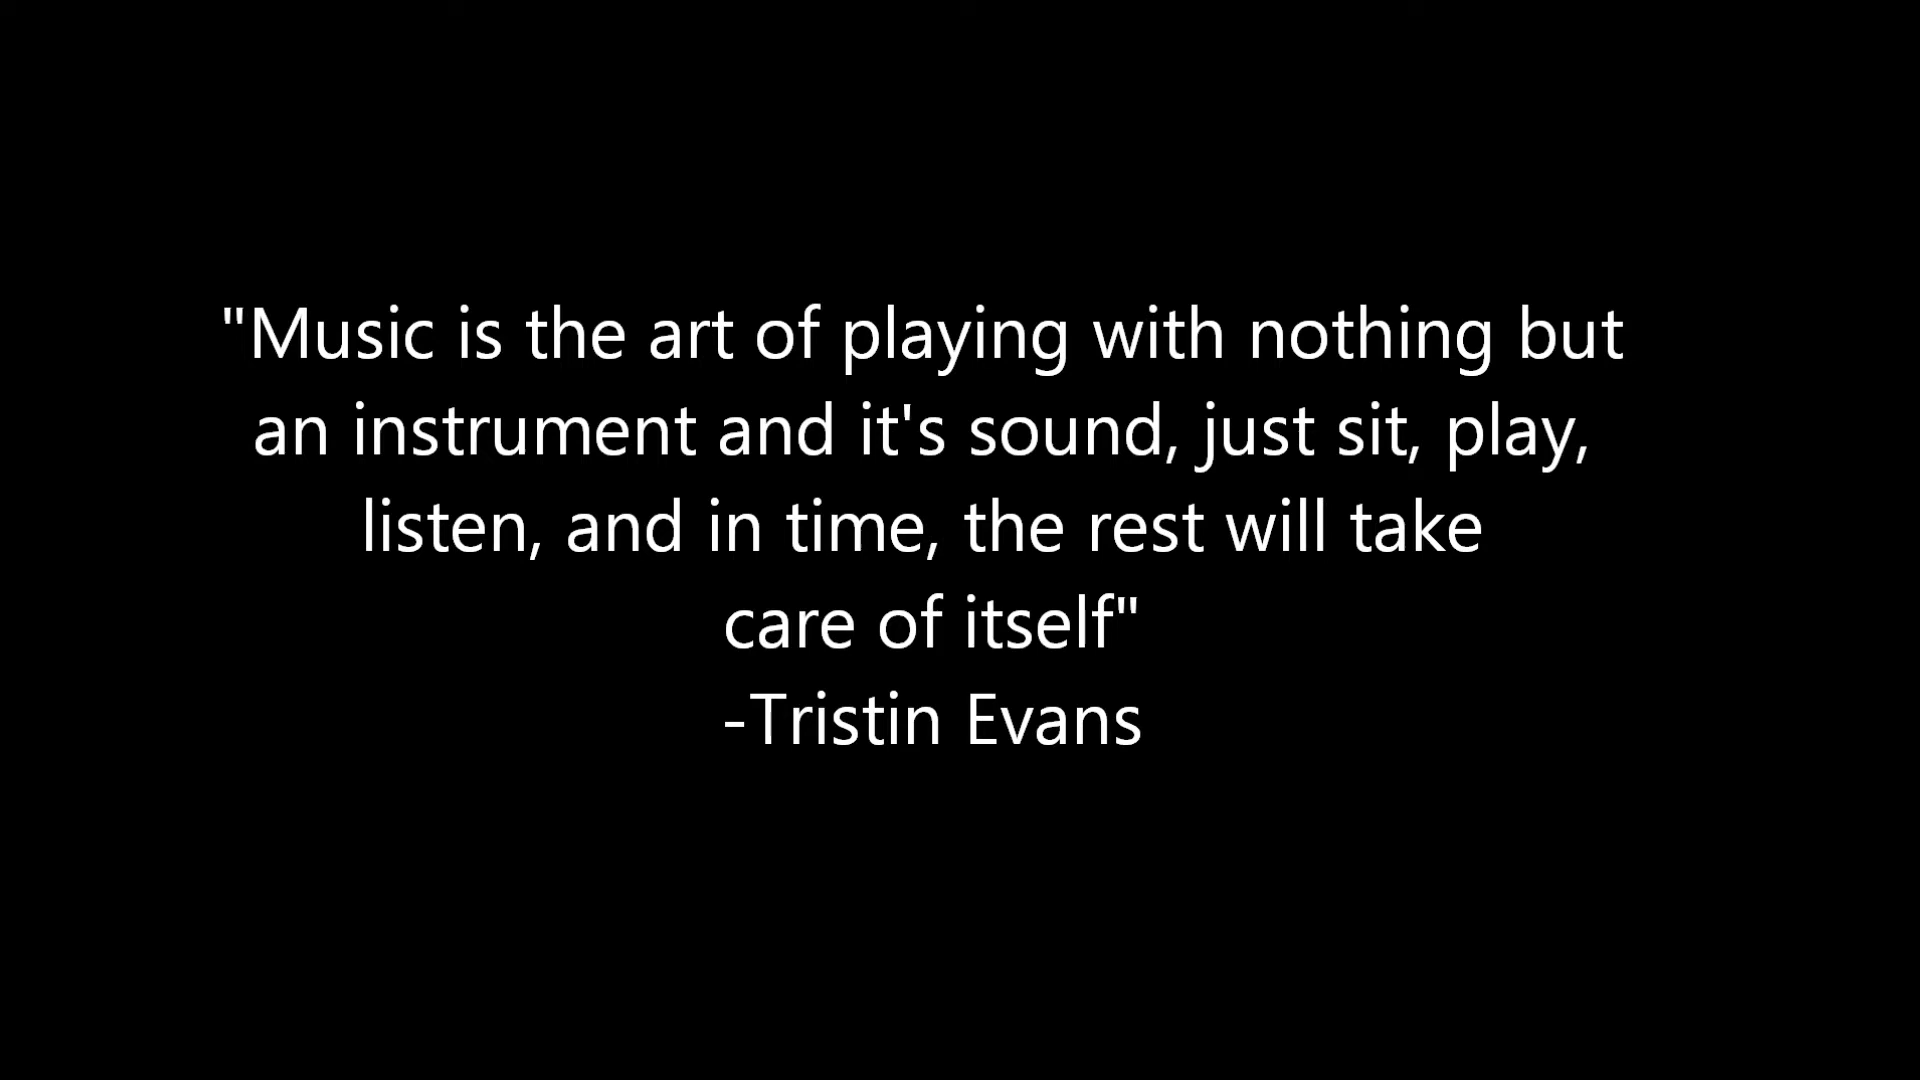 "Music is the art of playing with nothing but
an instrument and it's sound, just sit, play,
listen, and in time, the rest will take
care of itself"
-Tristin Evans